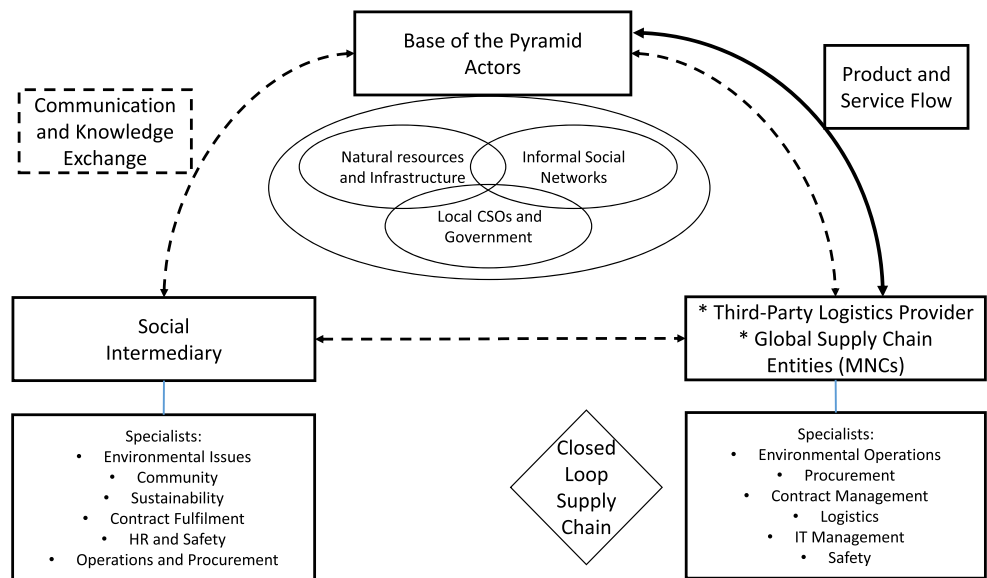 Base of the Pyramid
Actors
Product and
Service Flow
Communication
and Knowledge
Exchange
Natural resources
and Infrastructure
Informal Social
Networks
Local CSOs and
Government
Social
Intermediary
* Third-Party Logistics Provider
* Global Supply Chain
Entities (MNCs)
Specialists:
• Environmental Issues
• Community
• Sustainability
• Contract Fulfilment
• HR and Safety
• Operations and Procurement
Closed
Loop
Supply
Chain
Specialists:
• Environmental Operations
• Procurement
• Contract Management
• Logistics
• IT Management
• Safety